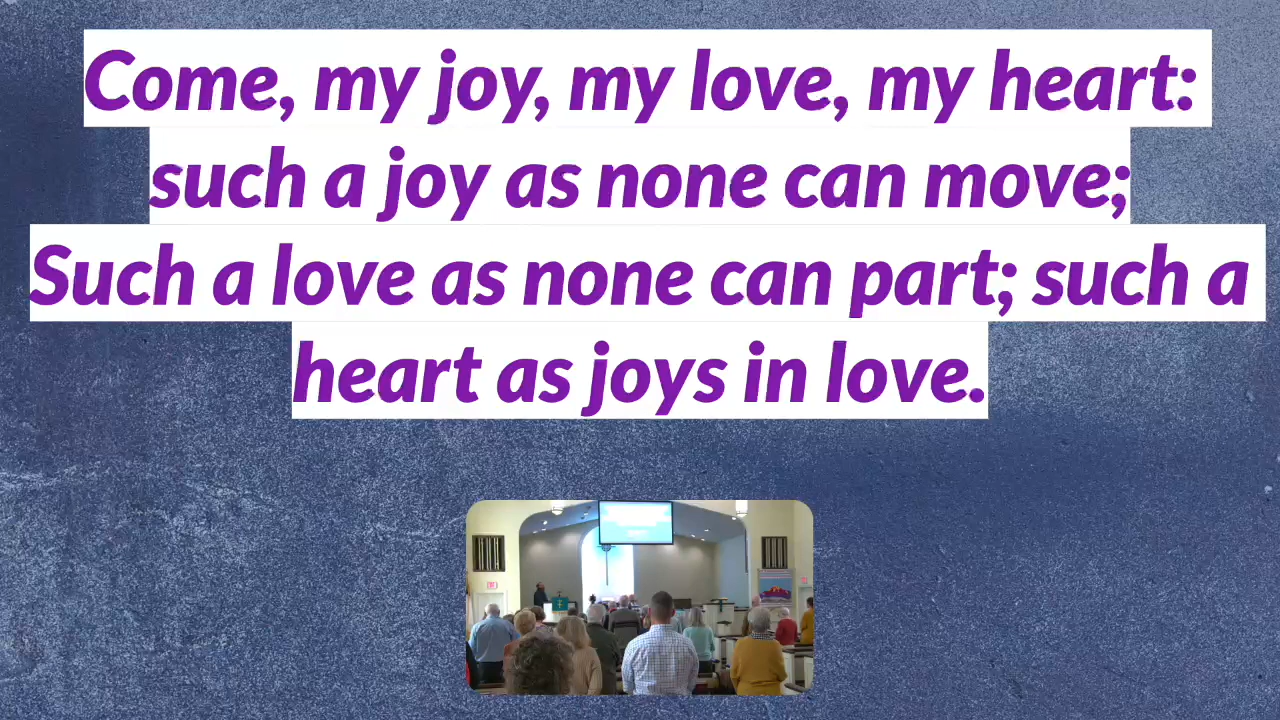 Come, my joy, my love, my heart:
such a joy as none can move;
Such a love as none can part; such a
heart as joys in love.